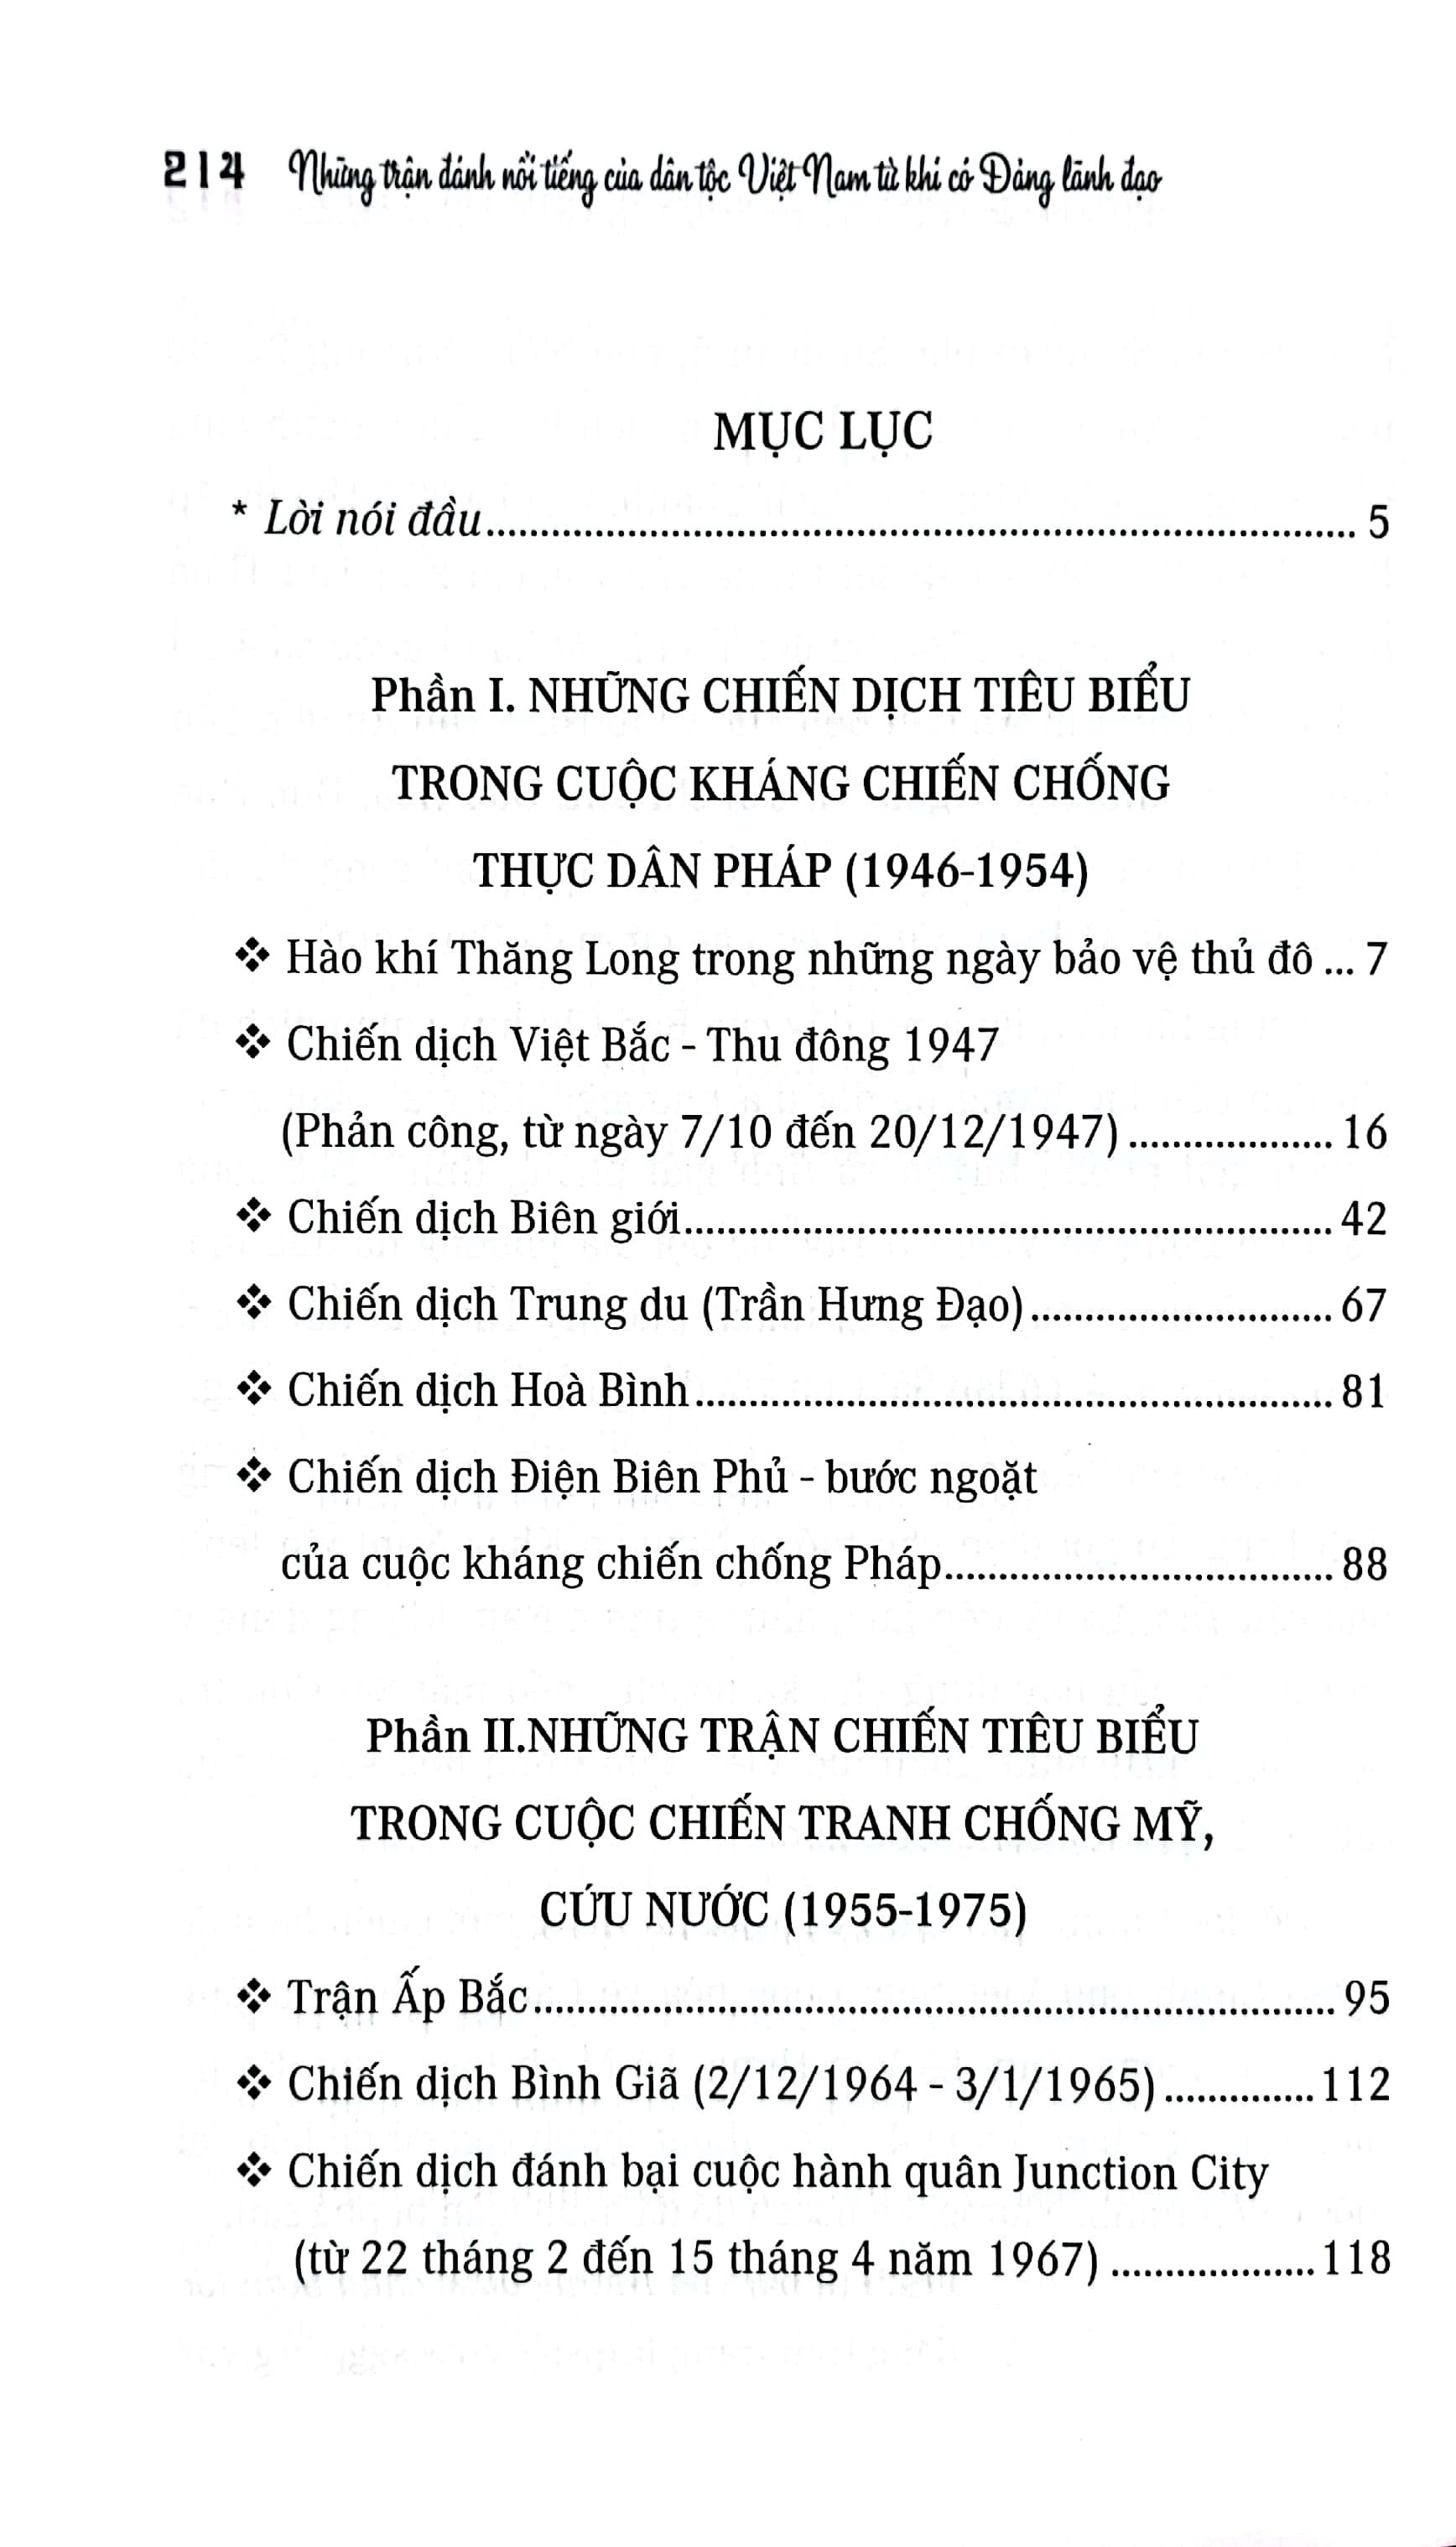 214 Những trận đánh nổi tiếng của dân tộc Việt Nam từ khi có Đảng lãnh đạo
MỤC LỤC
* Lời nói đầu................................................................................ 5
Phần I. NHỮNG CHIẾN DỊCH TIÊU BIỂU
TRONG CUỘC KHÁNG CHIẾN CHỐNG
THỰC DÂN PHÁP (1946-1954)
❖ Hào khí Thăng Long trong những ngày bảo vệ thủ đô ... 7
❖ Chiến dịch Việt Bắc - Thu đông 1947
(Phản công, từ ngày 7/10 đến 20/12/1947) ................... 16
❖ Chiến dịch Biên giới............................................................ 42
❖ Chiến dịch Trung du (Trần Hưng Đạo)............................ 67
❖ Chiến dịch Hoà Bình........................................................... 81
❖ Chiến dịch Điện Biên Phủ - bước ngoặt
của cuộc kháng chiến chống Pháp.................................... 88
Phần II.NHỮNG TRẬN CHIẾN TIÊU BIỂU
TRONG CUỘC CHIẾN TRANH CHỐNG MỸ,
CỨU NƯỚC (1955-1975)
❖ Trận Ấp Bắc.......................................................................... 95
❖ Chiến dịch Bình Giã (2/12/1964 - 3/1/1965) .............. 112
❖ Chiến dịch đánh bại cuộc hành quân Junction City
(từ 22 tháng 2 đến 15 tháng 4 năm 1967) ................... 118